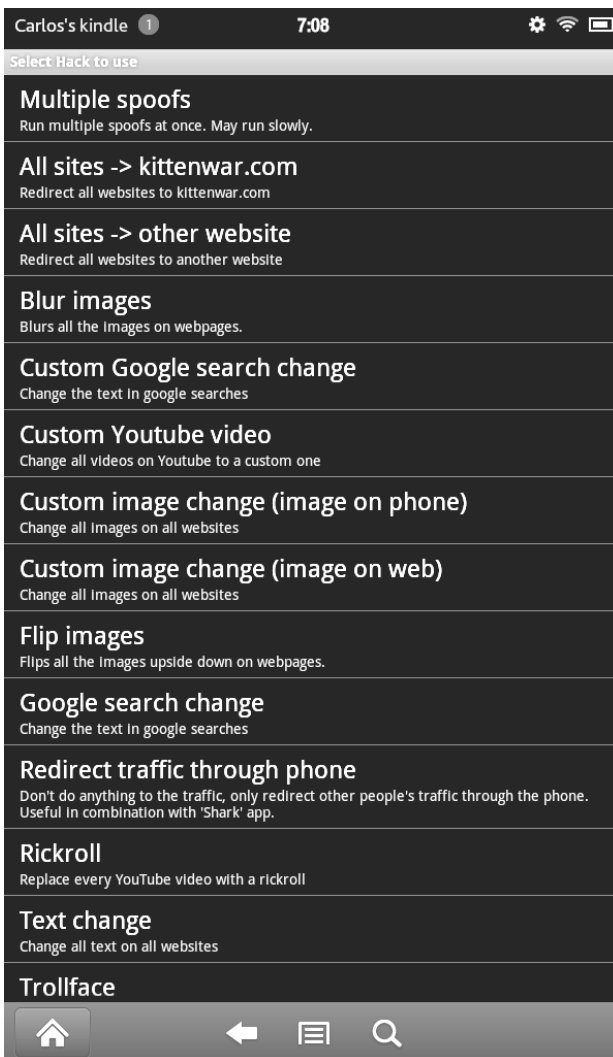 Carlos's kindle 1 7:08
Select Hack to use
Multiple spoofs
Run multiple spoofs at once. May run slowly.
All sites -> kittenwar.com
Redirect all websites to kittenwar.com
All sites -> other website
Redirect all websites to another website
Blur images
Blurs all the images on webpages.
Custom Google search change
Change the text in google searches
Custom Youtube video
Change all videos on Youtube to a custom one
Custom image change (image on phone)
Change all images on all websites
Custom image change (image on web)
Change all images on all websites
Flip images
Flips all the images upside down on webpages.
Google search change
Change the text in google searches
Redirect traffic through phone
Don't do anything to the traffic, only redirect other people's traffic through the phone.
Useful in combination with 'Shark' app.
Rickroll
Replace every YouTube video with a rickroll
Text change
Change all text on all websites
Trollface